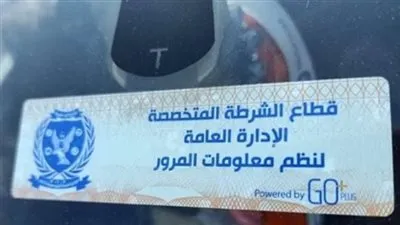 T
قطاع الشرطة المتخصصة
الإدارة العامة
لنظم معلومات المرور
Powered by GO+ PLUS